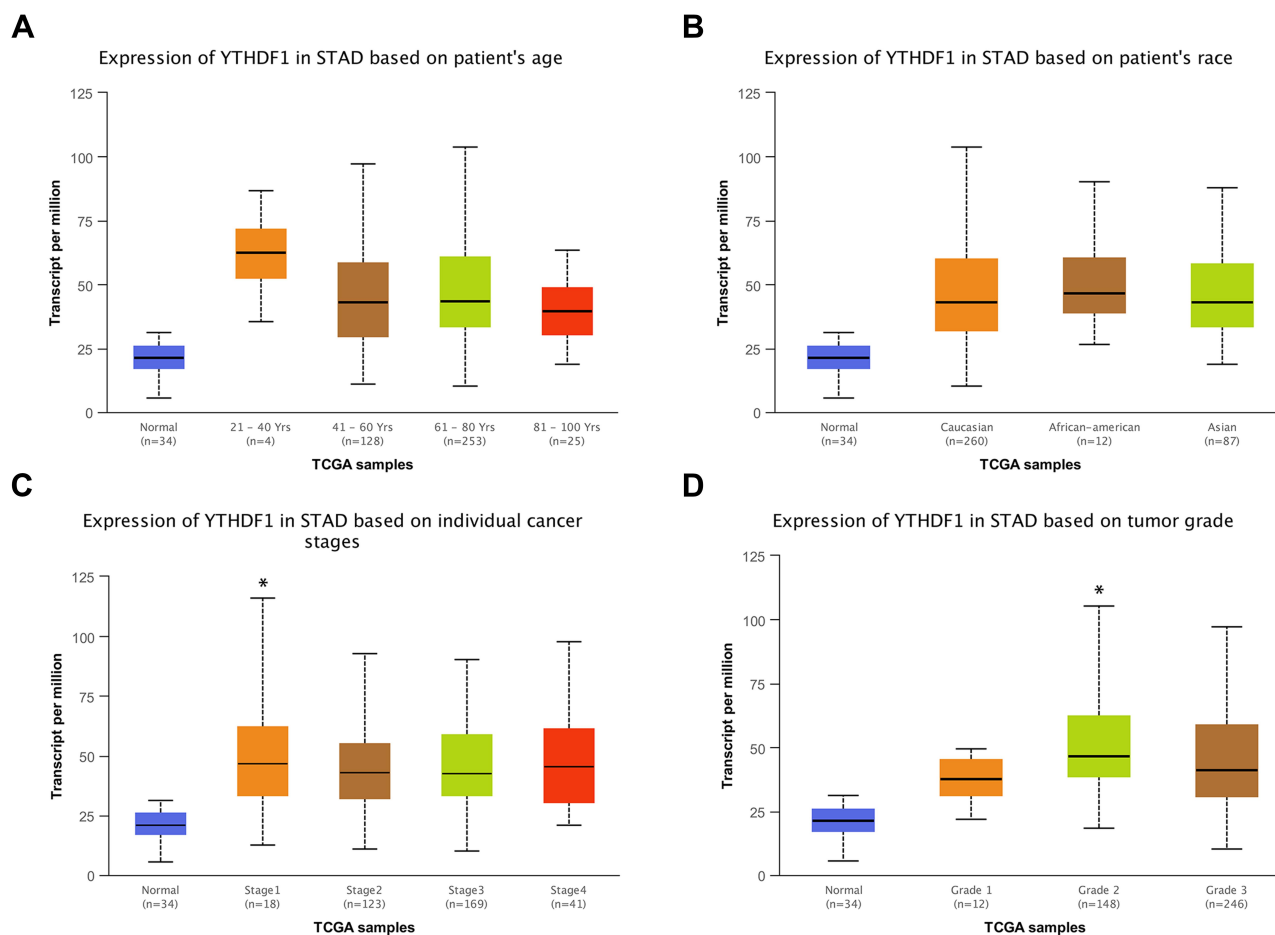 A
Expression of YTHDF1 in STAD based on patient's age
125
100
75
50
25
0
Transcript per million
Normal
(n=34)
21 – 40 Yrs
(n=4)
41 – 60 Yrs
(n=128)
61 – 80 Yrs
(n=253)
81 – 100 Yrs
(n=25)
TCGA samples
B
Expression of YTHDF1 in STAD based on patient's race
125
100
75
50
25
0
Transcript per million
Normal
(n=34)
Caucasian
(n=260)
African-american
(n=12)
Asian
(n=87)
TCGA samples
C
Expression of YTHDF1 in STAD based on individual cancer
stages
125
100
75
50
25
0
Transcript per million
*
Normal
(n=34)
Stage1
(n=18)
Stage2
(n=123)
Stage3
(n=169)
Stage4
(n=41)
TCGA samples
D
Expression of YTHDF1 in STAD based on tumor grade
125
100
75
50
25
0
Transcript per million
*
Normal
(n=34)
Grade 1
(n=12)
Grade 2
(n=148)
Grade 3
(n=246)
TCGA samples